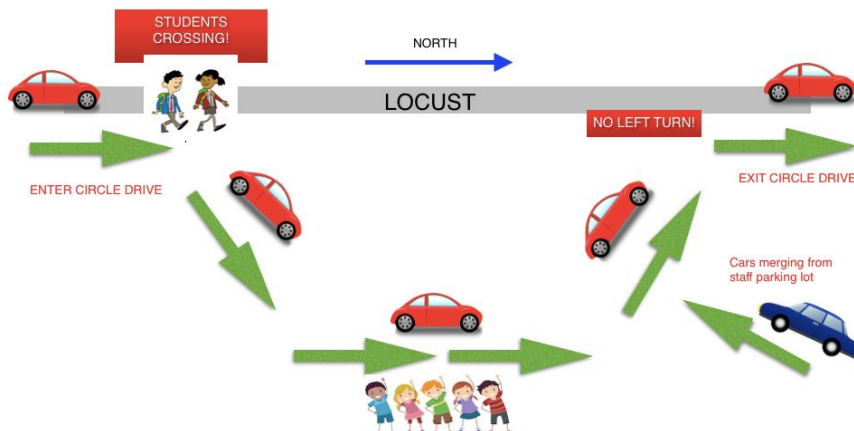 STUDENTS
CROSSING!
NORTH
LOCUST
NO LEFT TURN!
ENTER CIRCLE DRIVE
EXIT CIRCLE DRIVE
Cars merging from
staff parking lot